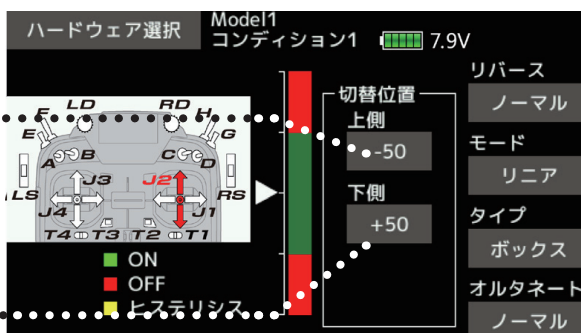 ハードウェア選択
Model1
コンディション1
7.9V
リバース
ノーマル
モード
リニア
タイプ
ボックス
オルタネート
ノーマル
切替位置
上側
-50
下側
+50
LD
RD
F
H
E
G
A
B
C
D
LS
RS
J3
J2
J4
J1
T4
T3
T2
T1
ON
OFF
ヒステリシス